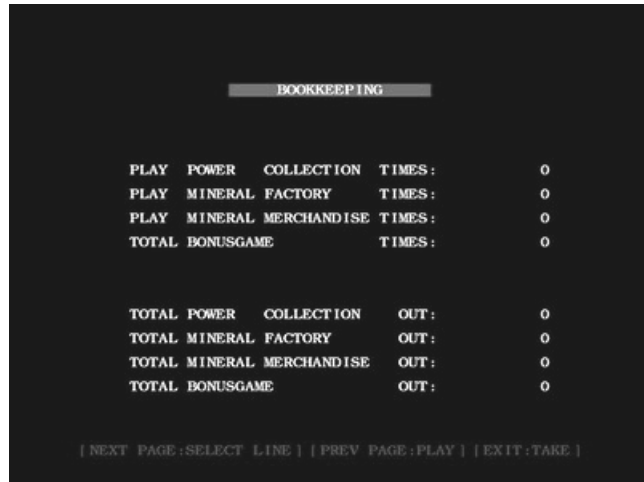 BOOKKEEPING
PLAY POWER COLLECTION TIMES: 0
PLAY MINERAL FACTORY TIMES: 0
PLAY MINERAL MERCHANDISE TIMES: 0
TOTAL BONUSGAME TIMES: 0
TOTAL POWER COLLECTION OUT: 0
TOTAL MINERAL FACTORY OUT: 0
TOTAL MINERAL MERCHANDISE OUT: 0
TOTAL BONUSGAME OUT: 0
[NEXT PAGE:SELECT LINE] [PREV PAGE:PLAY] [EXIT:TAKE]